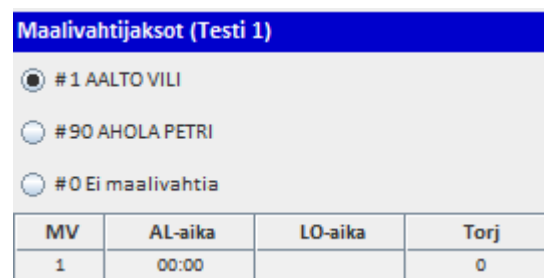 Maalivahtijaksot (Testi 1)
#1 AALTO VILI
#90 AHOLA PETRI
#0 Ei maalivahtia
MV AL-aika LO-aika Torj
1 00:00 0